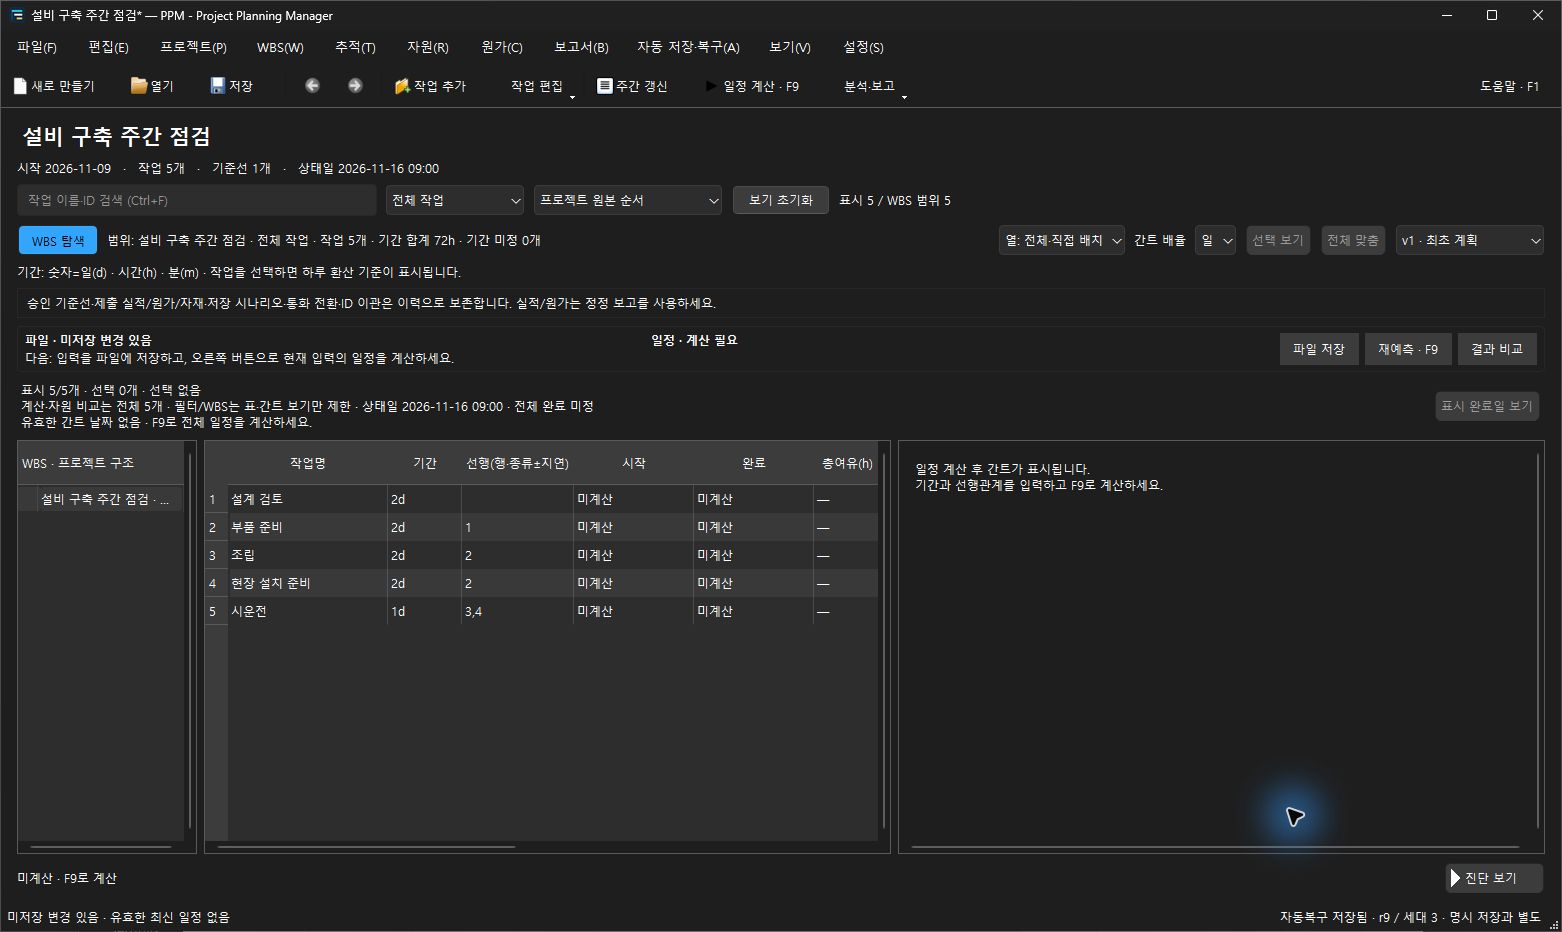 설비 구축 주간 점검* — PPM - Project Planning Manager
파일(F) 편집(E) 프로젝트(P) WBS(W) 추적(T) 자원(R) 원가(C) 보고서(B) 자동 저장·복구(A) 보기(V) 설정(S)
새로 만들기 열기 저장 작업 추가 작업 편집 주간 갱신 일정 계산 · F9 분석·보고 도움말 · F1
설비 구축 주간 점검
시작 2026-11-09 · 작업 5개 · 기준선 1개 · 상태일 2026-11-16 09:00
작업 이름·ID 검색 (Ctrl+F) 전체 작업 프로젝트 원본 순서 보기 초기화 표시 5 / WBS 범위 5
WBS 탐색 범위: 설비 구축 주간 점검 · 전체 작업 · 작업 5개 · 기간 합계 72h · 기간 미정 0개 열: 전체·직접 배치 간트 배율 일 선택 보기 전체 맞춤 v1 · 최초 계획
기간: 숫자=일(d) · 시간(h) · 분(m) · 작업을 선택하면 하루 환산 기준이 표시됩니다.
승인 기준선·제출 실적/원가/자재·저장 시나리오·통화 전환·ID 이관은 이력으로 보존합니다. 실적/원가는 정정 보고를 사용하세요.
파일 · 미저장 변경 있음 일정 · 계산 필요
다음: 입력을 파일에 저장하고, 오른쪽 버튼으로 현재 입력의 일정을 계산하세요.
파일 저장 재예측 · F9 결과 비교
표시 5/5개 · 선택 0개 · 선택 없음
계산·자원 비교는 전체 5개 · 필터/WBS는 표·간트 보기만 제한 · 상태일 2026-11-16 09:00 · 전체 완료 미정
유효한 간트 날짜 없음 · F9로 전체 일정을 계산하세요.
표시 완료일 보기
WBS · 프로젝트 구조
설비 구축 주간 점검 · ...
작업명 기간 선행(행·종류±지연) 시작 완료 총여유(h)
1 설계 검토 2d 미계산 미계산 —
2 부품 준비 2d 1 미계산 미계산 —
3 조립 2d 2 미계산 미계산 —
4 현장 설치 준비 2d 2 미계산 미계산 —
5 시운전 1d 3,4 미계산 미계산 —
일정 계산 후 간트가 표시됩니다.
기간과 선행관계를 입력하고 F9로 계산하세요.
미계산 · F9로 계산
진단 보기
미저장 변경 있음 · 유효한 최신 일정 없음
자동복구 저장됨 · r9 / 세대 3 · 명시 저장과 별도